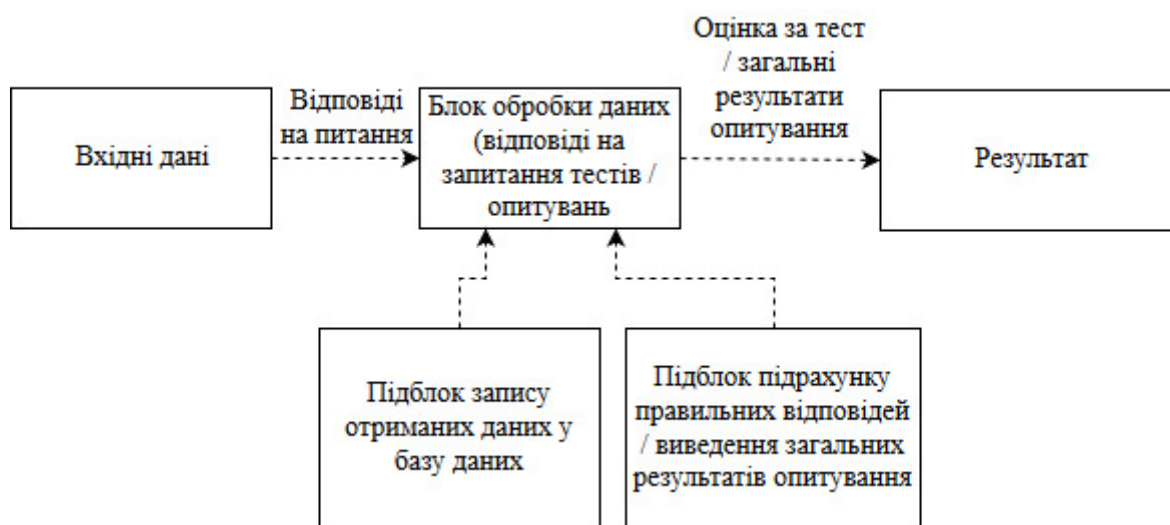 Вхідні дані
Відповіді
на питання
Блок обробки даних
(відповіді на
запитання тестів /
опитувань
Оцінка за тест
/ загальні
результати
опитування
Результат
Підблок запису
отриманих даних у
базу даних
Підблок підрахунку
правильних відповідей
/ виведення загальних
результатів опитування